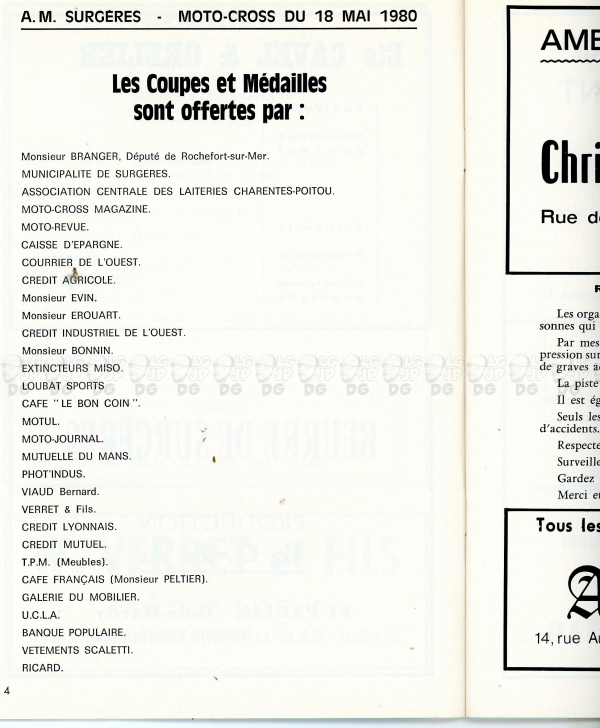 A.M. SURGÈRES - MOTO-CROSS DU 18 MAI 1980
Les Coupes et Médailles
sont offertes par :
Monsieur BRANGER, Député de Rochefort-sur-Mer.
MUNICIPALITE DE SURGERES.
ASSOCIATION CENTRALE DES LAITERIES CHARENTES-POITOU.
MOTO-CROSS MAGAZINE.
MOTO-REVUE.
CAISSE D'EPARGNE.
COURRIER DE L'OUEST.
CREDIT AGRICOLE.
Monsieur EVIN.
Monsieur EROUART.
CREDIT INDUSTRIEL DE L'OUEST.
Monsieur BONNIN.
EXTINCTEURS MISO.
LOUBAT SPORTS
CAFE "LE BON COIN".
MOTUL.
MOTO-JOURNAL.
MUTUELLE DU MANS.
PHOT'INDUS.
VIAUD Bernard.
VERRET & Fils.
CREDIT LYONNAIS.
CREDIT MUTUEL.
T.P.M. (Meubles).
CAFE FRANÇAIS (Monsieur PELTIER).
GALERIE DU MOBILIER.
U.C.L.A.
BANQUE POPULAIRE.
VETEMENTS SCALETTI.
RICARD.
4
AME
Chri
Rue d
R
Les orga
sonnes qui
Par mes
pression sur
de graves a
La piste
Il est ég
Seuls les
d'accidents.
Respecte
Surveille
Gardez
Merci e
Tous les
A
14, rue A